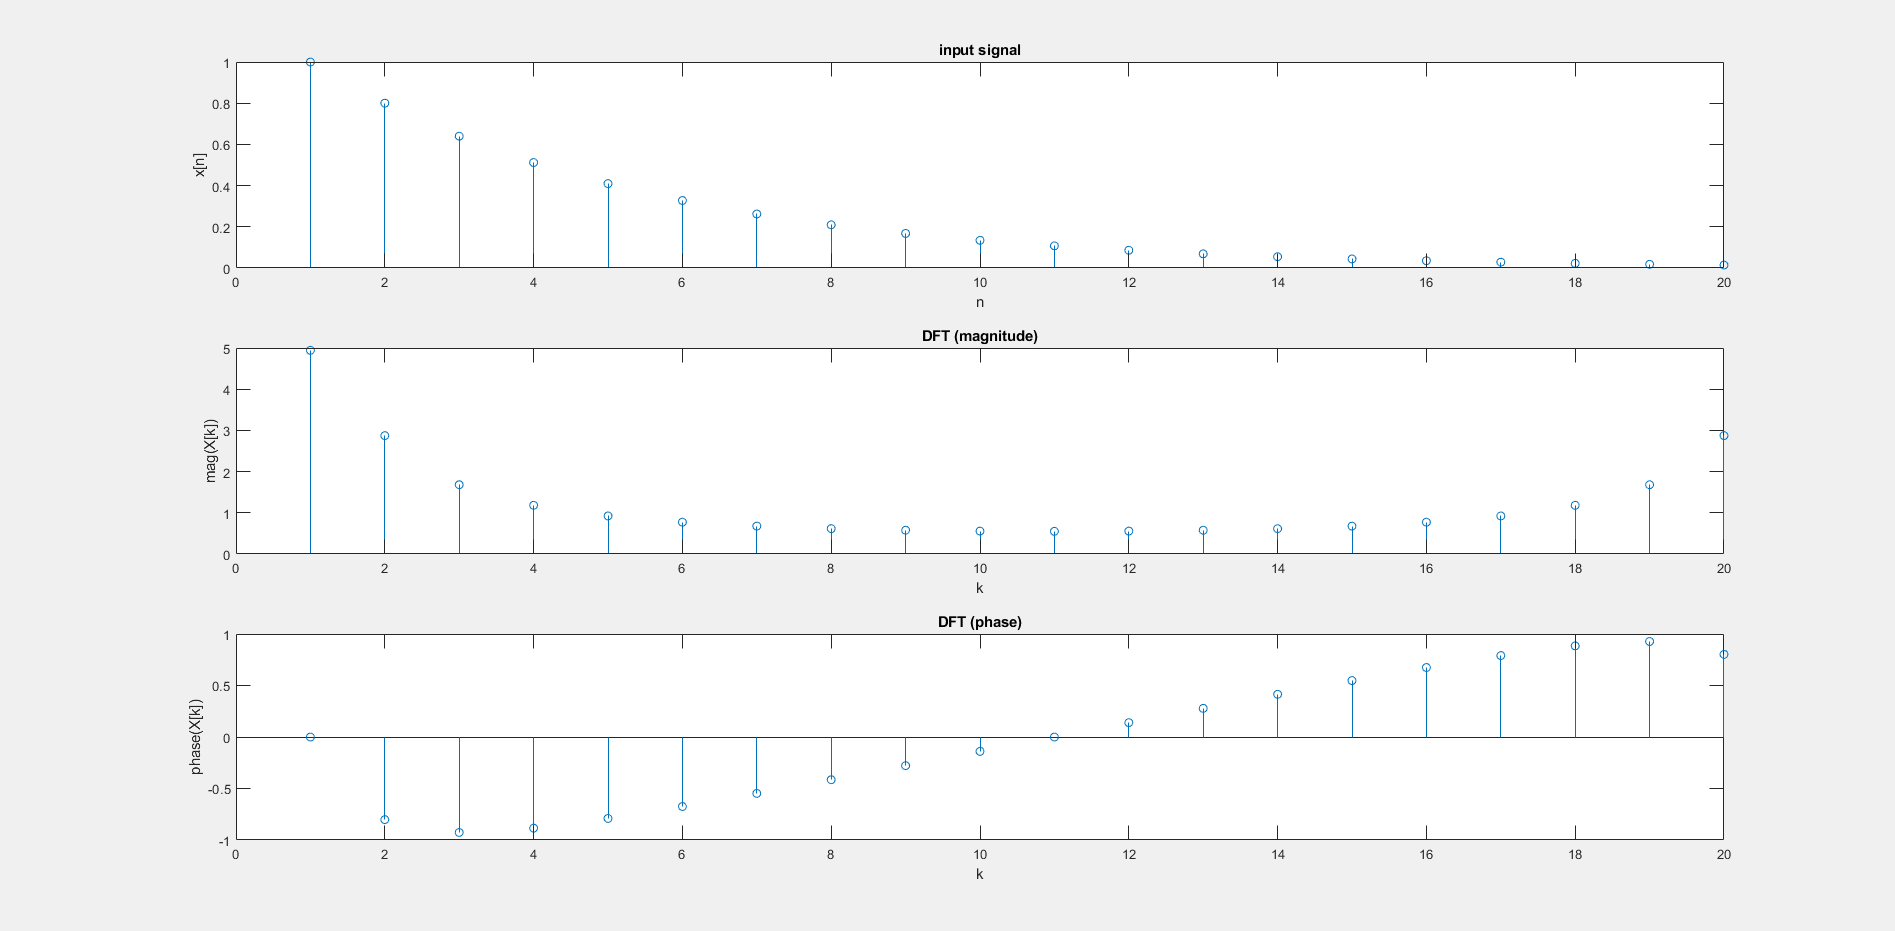 input signal
1
0.8
0.6
0.4
0.2
0
x[n]
0 2 4 6 8 10 12 14 16 18 20
n
DFT (magnitude)
5
4
3
2
1
0
mag(X[k])
0 2 4 6 8 10 12 14 16 18 20
k
DFT (phase)
1
0.5
0
-0.5
-1
phase(X[k])
0 2 4 6 8 10 12 14 16 18 20
k